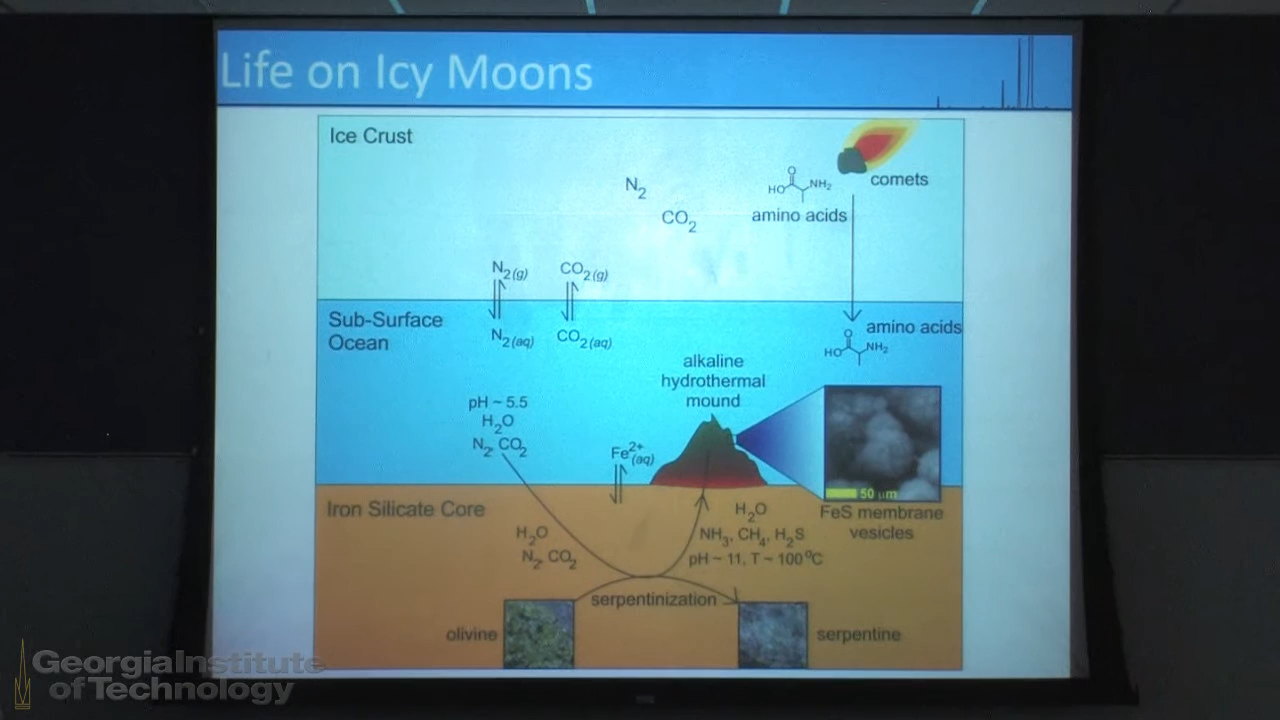 Life on Icy Moons
Ice Crust
N2
CO2
HO
O
NH2
amino acids
comets
N2(g)
CO2(g)
Sub-Surface
Ocean
N2(aq)
CO2(aq)
amino acids
HO
O
NH2
alkaline
hydrothermal
mound
pH ~ 5.5
H2O
N2, CO2
Fe2+(aq)
50 µm
FeS membrane
vesicles
Iron Silicate Core
H2O
N2, CO2
H2O
NH3, CH4, H2S
pH ~ 11, T ~ 100 ºC
serpentinization
olivine
serpentine
Georgia Institute
of Technology